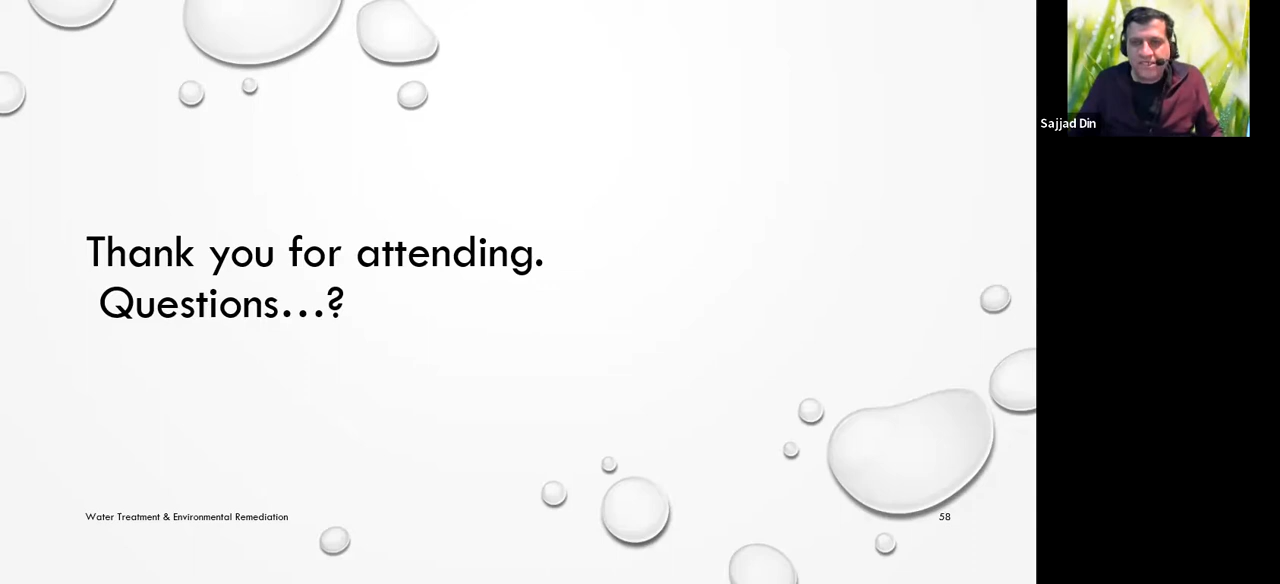 Thank you for attending.
Questions...?
Water Treatment & Environmental Remediation
58
Sajjad Din